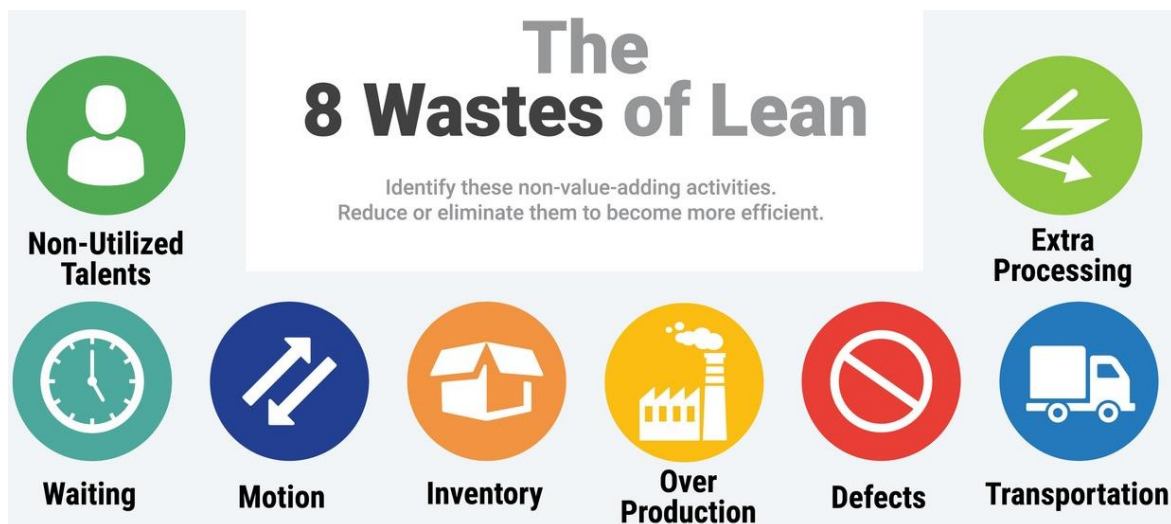 The
8 Wastes of Lean
Identify these non-value-adding activities.
Reduce or eliminate them to become more efficient.
Non-Utilized
Talents
Extra
Processing
Waiting
Motion
Inventory
Over
Production
Defects
Transportation